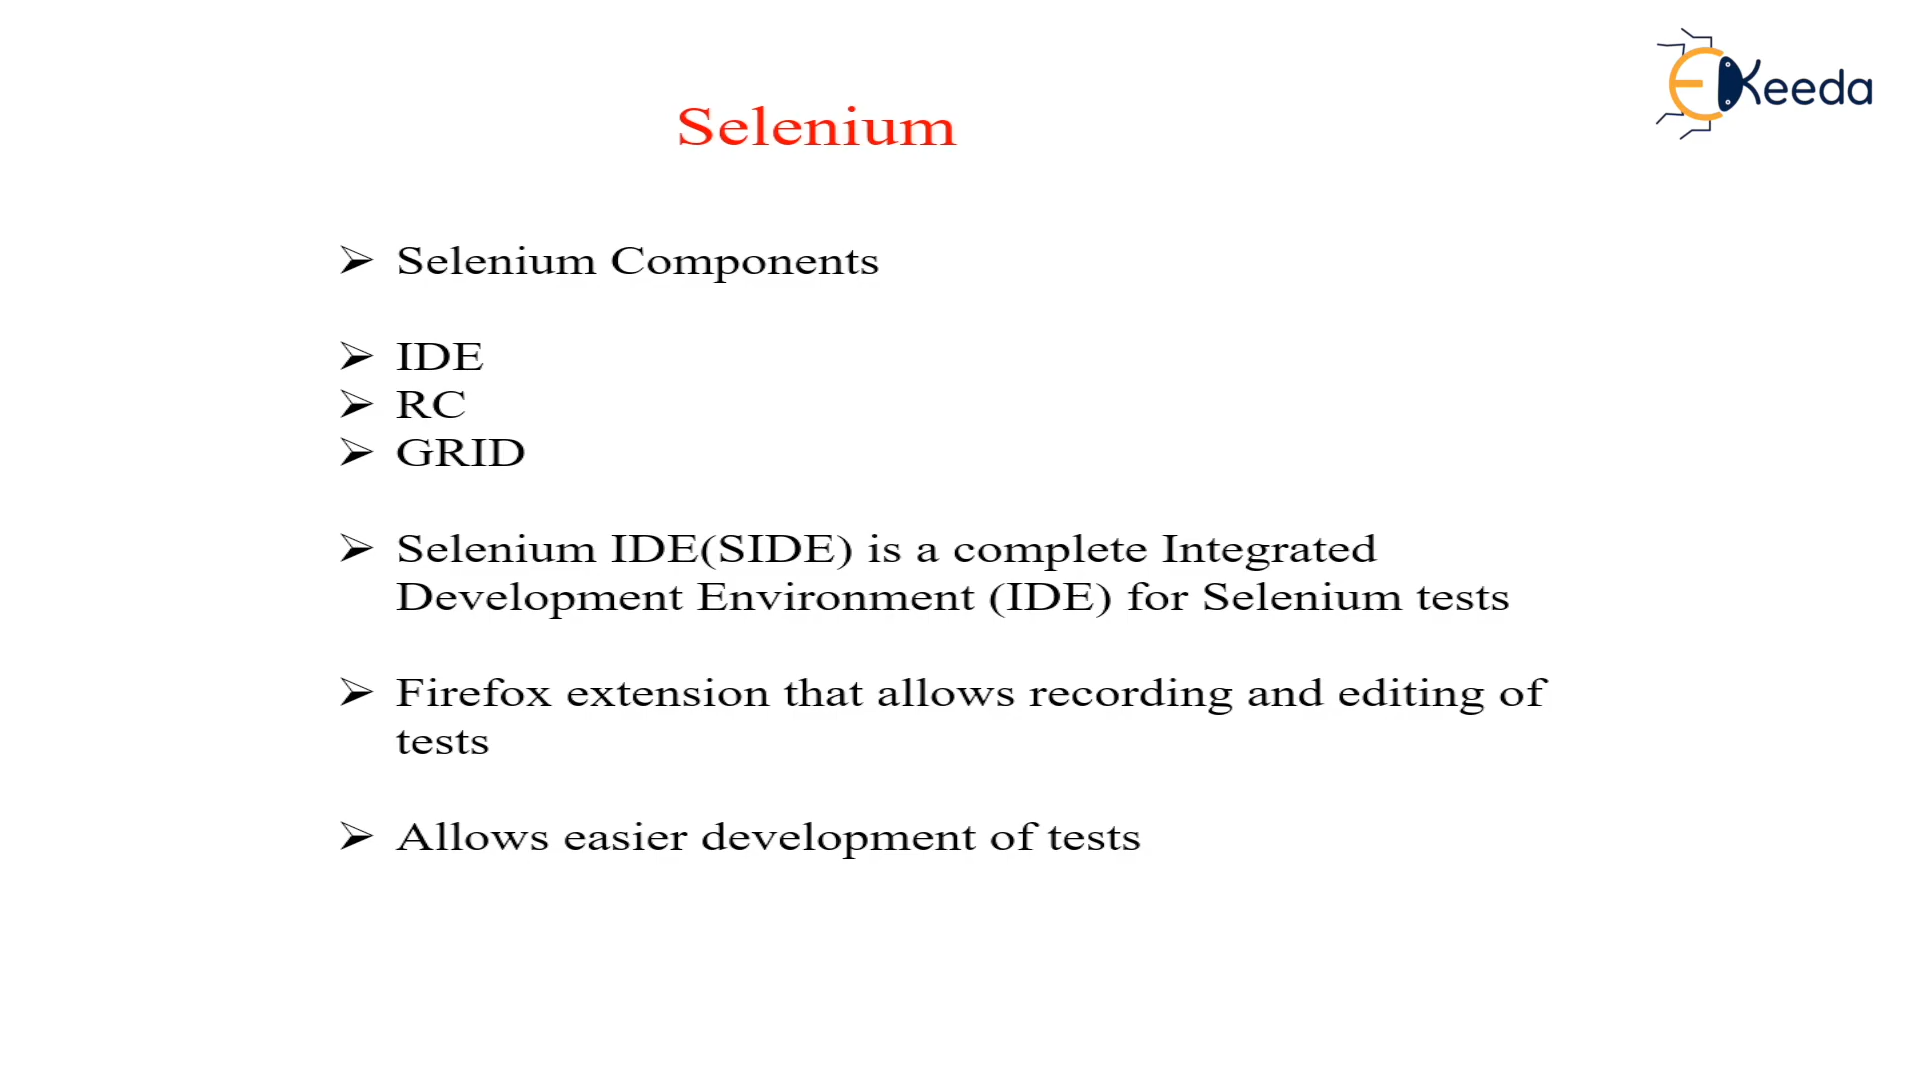 EKeeda
Selenium
➢ Selenium Components
➢ IDE
➢ RC
➢ GRID
➢ Selenium IDE(SIDE) is a complete Integrated
Development Environment (IDE) for Selenium tests
➢ Firefox extension that allows recording and editing of
tests
➢ Allows easier development of tests